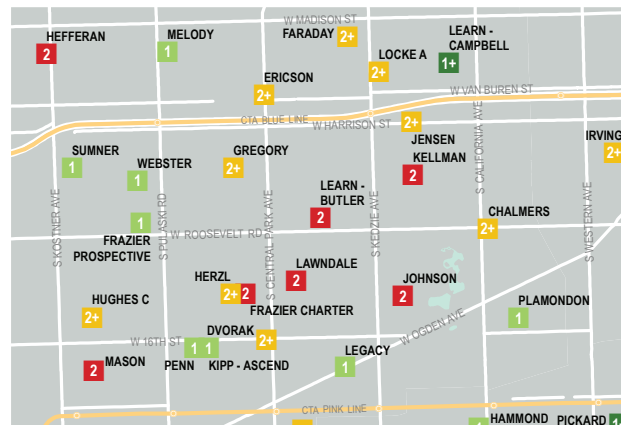 W MADISON ST
HEFFERAN
2
MELODY
1
FARADAY
2+
LOCKE A
2+
LEARN -
CAMPBELL
1+
ERICSON
2+
W VAN BUREN ST
CTA BLUE LINE
W HARRISON ST
2+
JENSEN
KELLMAN
2
S CALIFORNIA AVE
IRVING
2+
SUMNER
1
WEBSTER
1
GREGORY
2+
LEARN -
BUTLER
2
S KOSTNER AVE
S PULASKI RD
S CENTRAL PARK AVE
S KEDZIE AVE
S WESTERN AVE
1
FRAZIER
PROSPECTIVE
W ROOSEVELT RD
CHALMERS
2+
HERZL
2+
2
FRAZIER CHARTER
LAWNDALE
2
JOHNSON
2
HUGHES C
2+
PLAMONDON
1
W OGDEN AVE
DVORAK
2+
W 16TH ST
1
1
PENN
KIPP - ASCEND
LEGACY
1
MASON
2
CTA PINK LINE
HAMMOND
PICKARD
1